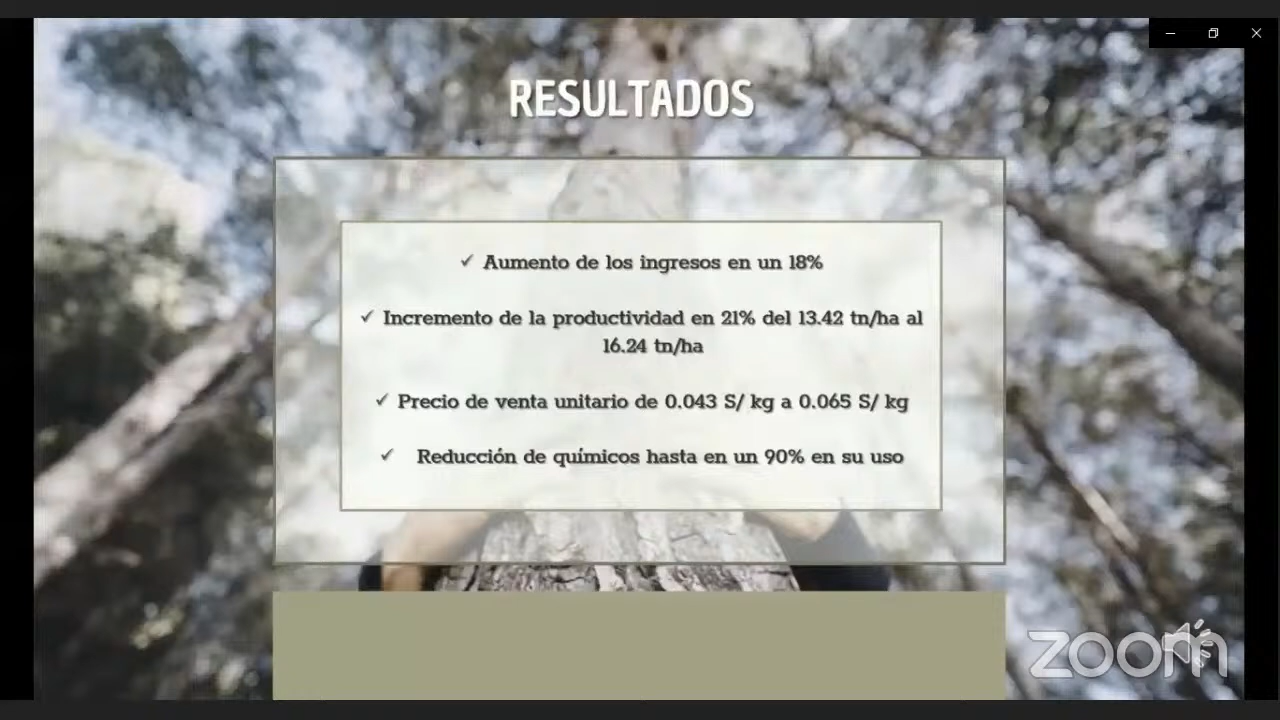 RESULTADOS
✓ Aumento de los ingresos en un 18%
✓ Incremento de la productividad en 21% del 13.42 tn/ha al
16.24 tn/ha
✓ Precio de venta unitario de 0.043 S/ kg a 0.065 S/ kg
✓ Reducción de químicos hasta en un 90% en su uso
zoom